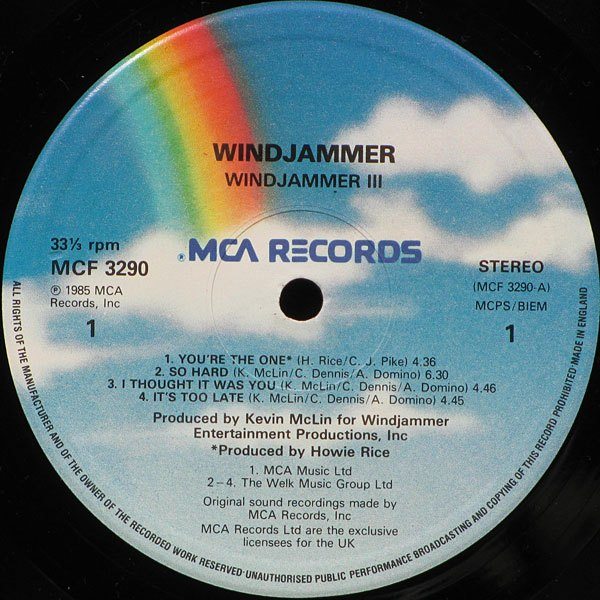 WINDJAMMER
WINDJAMMER III
33⅓ rpm
MCF 3290
Ⓟ 1985 MCA
Records, Inc
1
® MCA RECORDS
STEREO
(MCF 3290-A)
MCPS/BIEM
1
1. YOU'RE THE ONE* (H. Rice/C. J. Pike) 4.36
2. SO HARD (K. McLin/C. Dennis/A. Domino) 6.30
3. I THOUGHT IT WAS YOU (K. McLin/C. Dennis/A. Domino) 4.46
4. IT'S TOO LATE (K. McLin/C. Dennis/A. Domino) 4.45
Produced by Kevin McLin for Windjammer
Entertainment Productions, Inc
*Produced by Howie Rice
1. MCA Music Ltd
2–4. The Welk Music Group Ltd
Original sound recordings made by
MCA Records, Inc
MCA Records Ltd are the exclusive
licensees for the UK
ALL RIGHTS OF THE MANUFACTURER AND OF THE OWNER OF THE RECORDED WORK RESERVED·UNAUTHORISED PUBLIC PERFORMANCE BROADCASTING AND COPYING OF THIS RECORD PROHIBITED·MADE IN ENGLAND